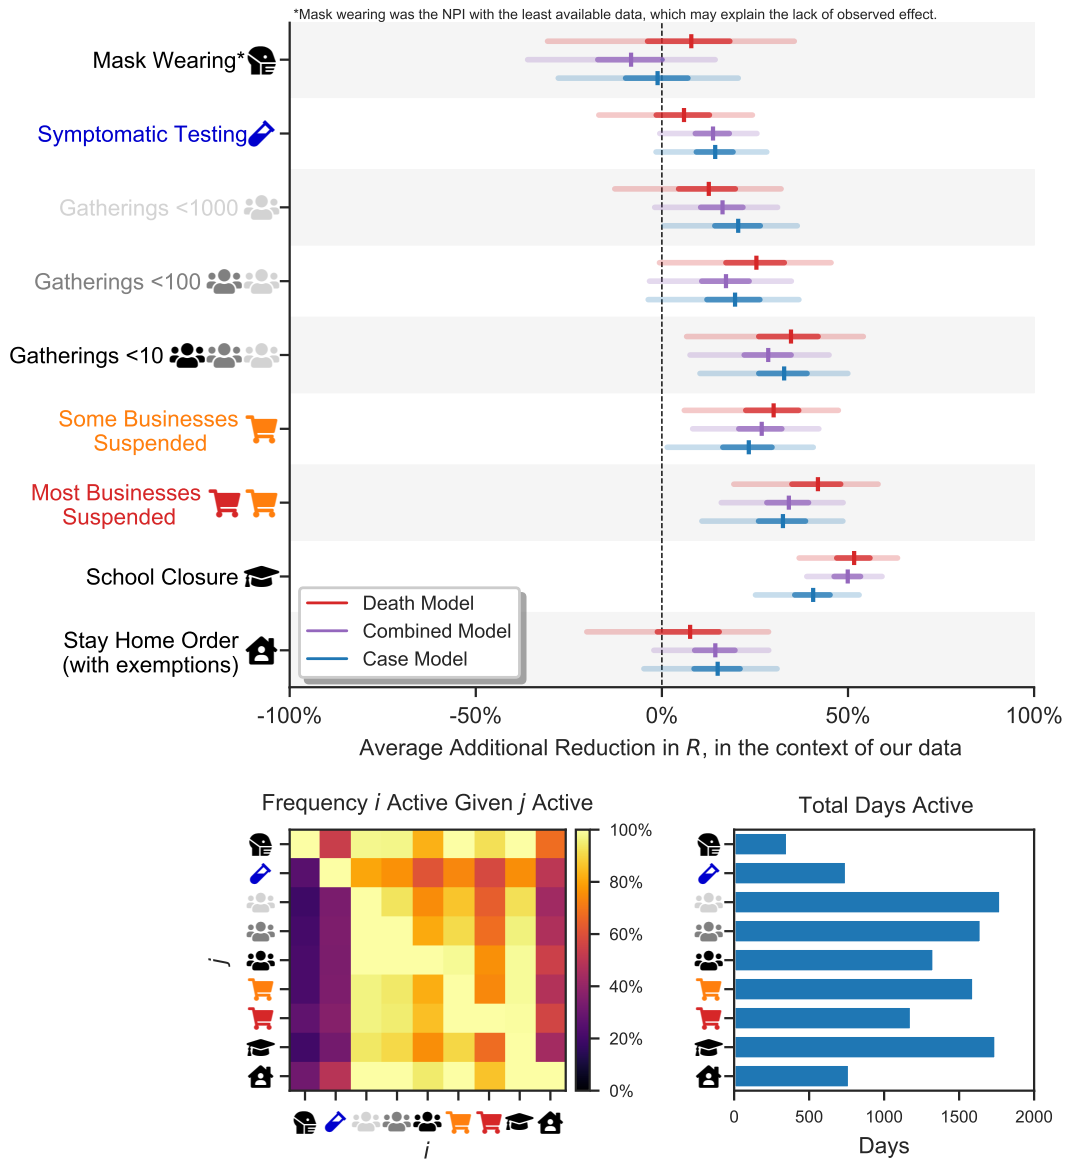 *Mask wearing was the NPI with the least available data, which may explain the lack of observed effect.
Mask Wearing*
Symptomatic Testing
Gatherings <1000
Gatherings <100
Gatherings <10
Some Businesses
Suspended
Most Businesses
Suspended
School Closure
Stay Home Order
(with exemptions)
Death Model
Combined Model
Case Model
-100%
-50%
0%
50%
100%
Average Additional Reduction in R, in the context of our data
Frequency i Active Given j Active
100%
80%
60%
40%
20%
0%
j
i
Total Days Active
0
500
1000
1500
2000
Days